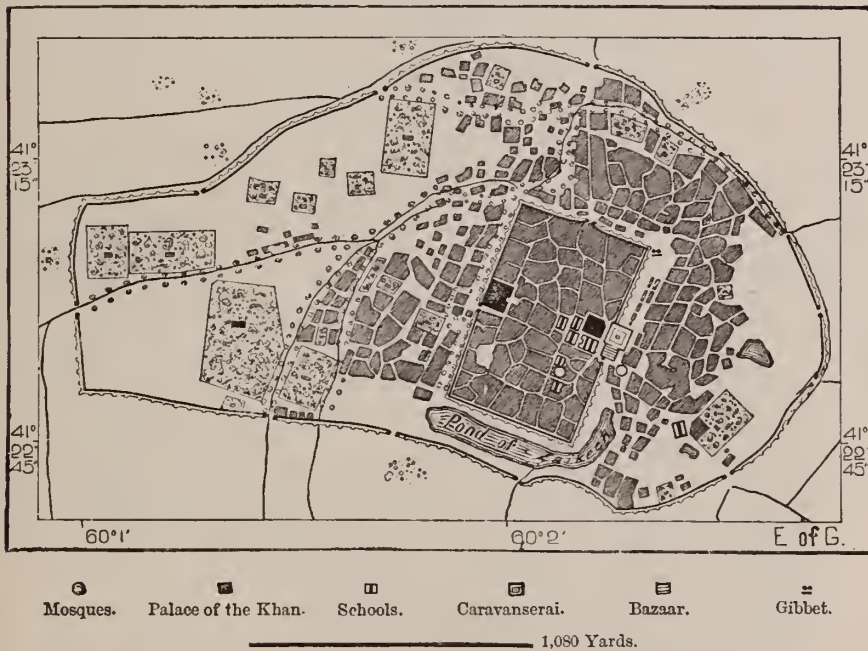 41° 23' 15"
41° 23' 15"
Pond of
41° 22' 45"
41° 22' 45"
60°1'
60°2'
E of G.
Mosques.
Palace of the Khan.
Schools.
Caravanserai.
Bazaar.
Gibbet.
1,080 Yards.